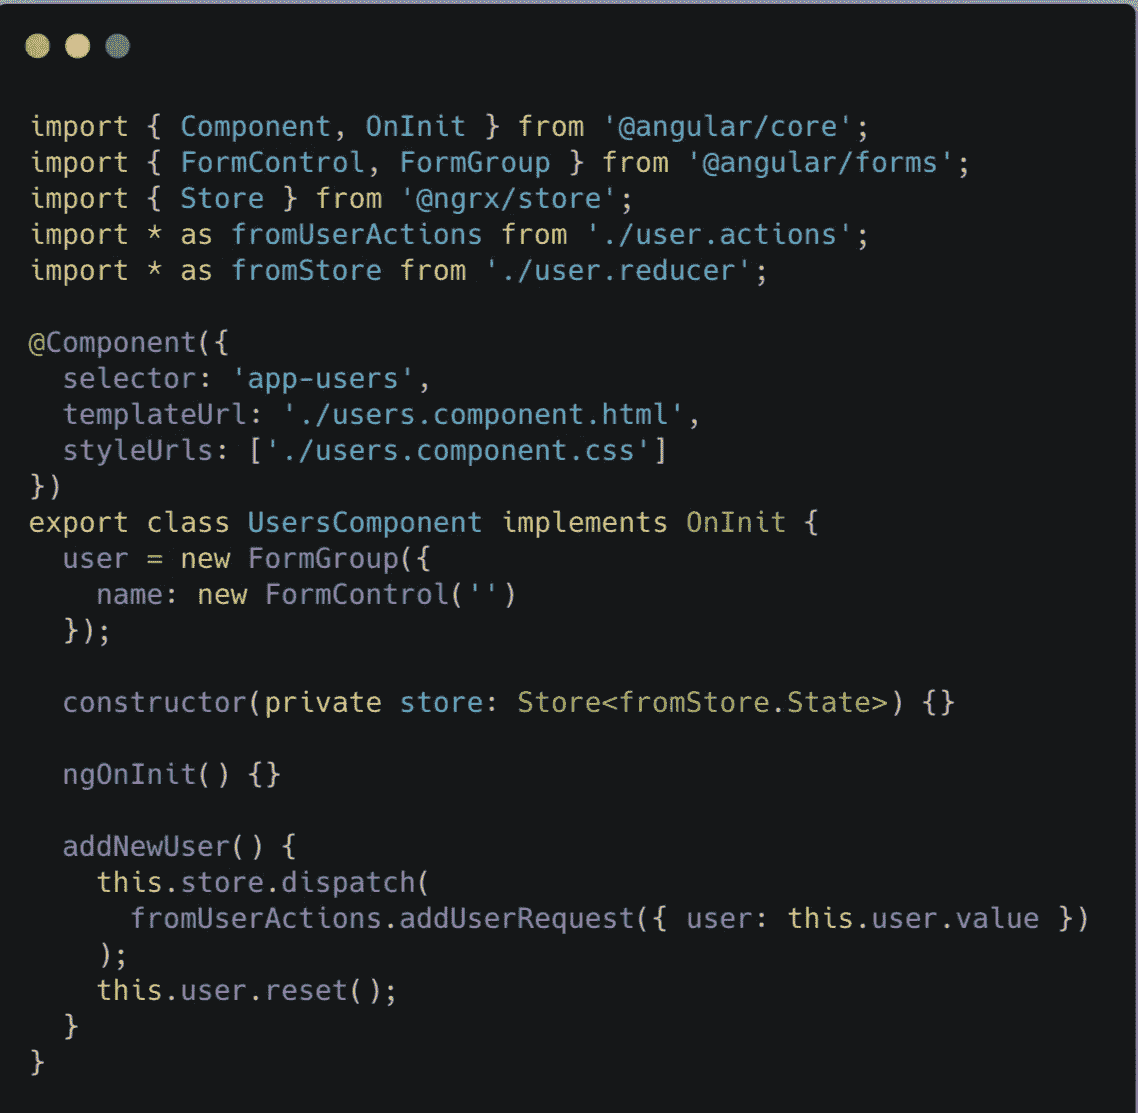 import { Component, OnInit } from '@angular/core';
import { FormControl, FormGroup } from '@angular/forms';
import { Store } from '@ngrx/store';
import * as fromUserActions from './user.actions';
import * as fromStore from './user.reducer';

@Component({
  selector: 'app-users',
  templateUrl: './users.component.html',
  styleUrls: ['./users.component.css']
})
export class UsersComponent implements OnInit {
  user = new FormGroup({
    name: new FormControl('')
  });

  constructor(private store: Store<fromStore.State>) {}

  ngOnInit() {}

  addNewUser() {
    this.store.dispatch(
      fromUserActions.addUserRequest({ user: this.user.value })
    );
    this.user.reset();
  }
}